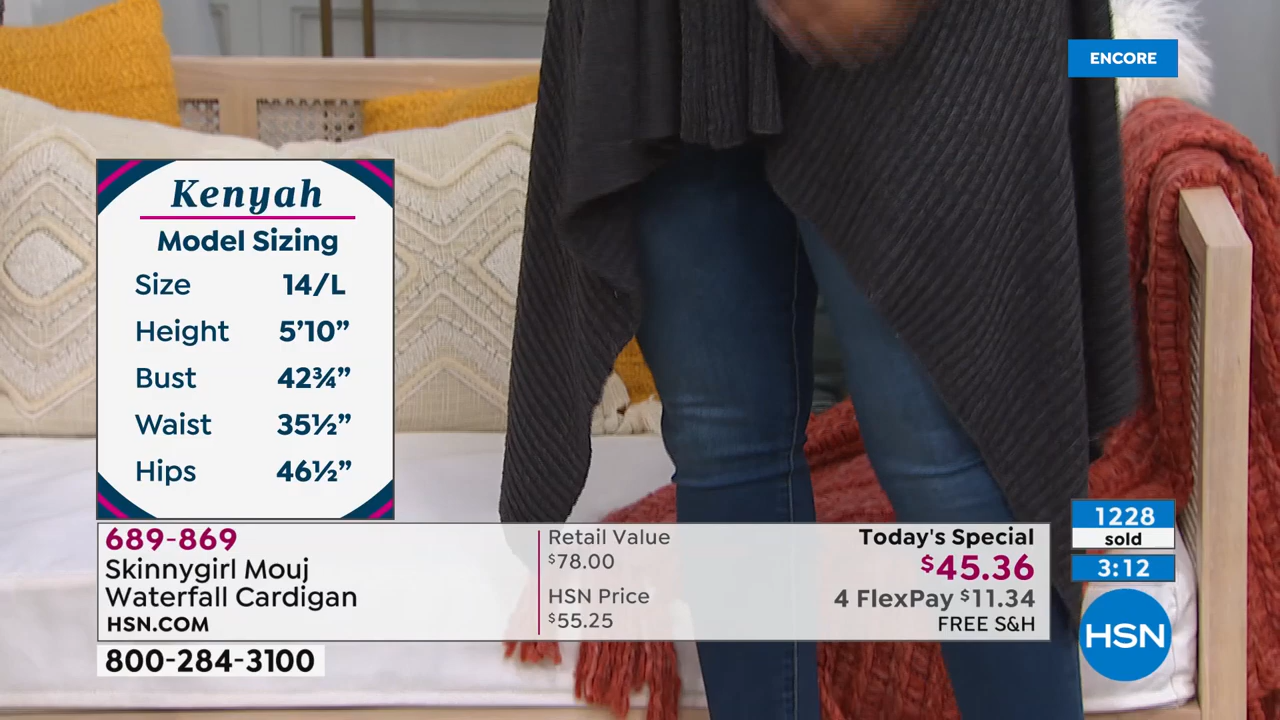 ENCORE
Kenyah
Model Sizing
Size 14/L
Height 5’10”
Bust 42¾”
Waist 35½”
Hips 46½”
689-869
Skinnygirl Mouj
Waterfall Cardigan
HSN.COM
Retail Value
$78.00
HSN Price
$55.25
Today's Special
$45.36
4 FlexPay $11.34
FREE S&H
1228
sold
3:12
HSN
800-284-3100